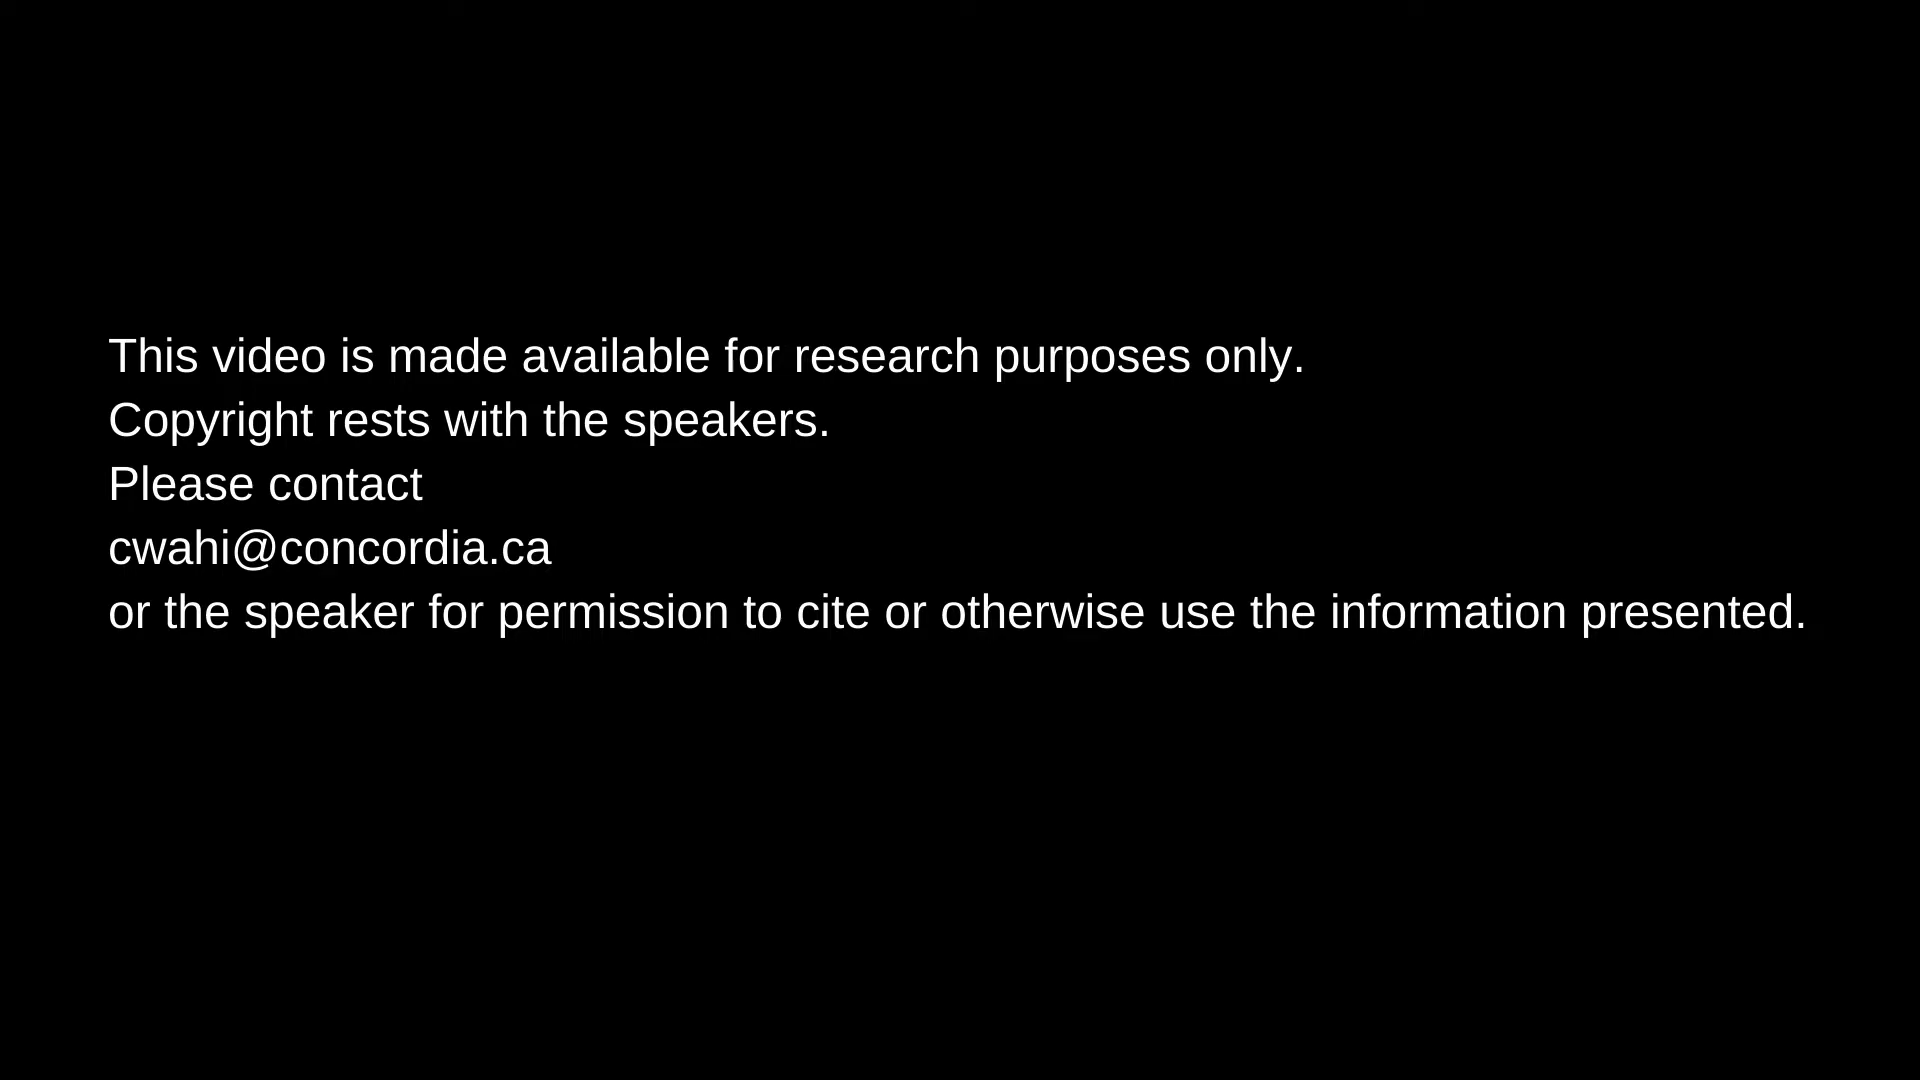 This video is made available for research purposes only.
Copyright rests with the speakers.
Please contact
cwahi@concordia.ca
or the speaker for permission to cite or otherwise use the information presented.